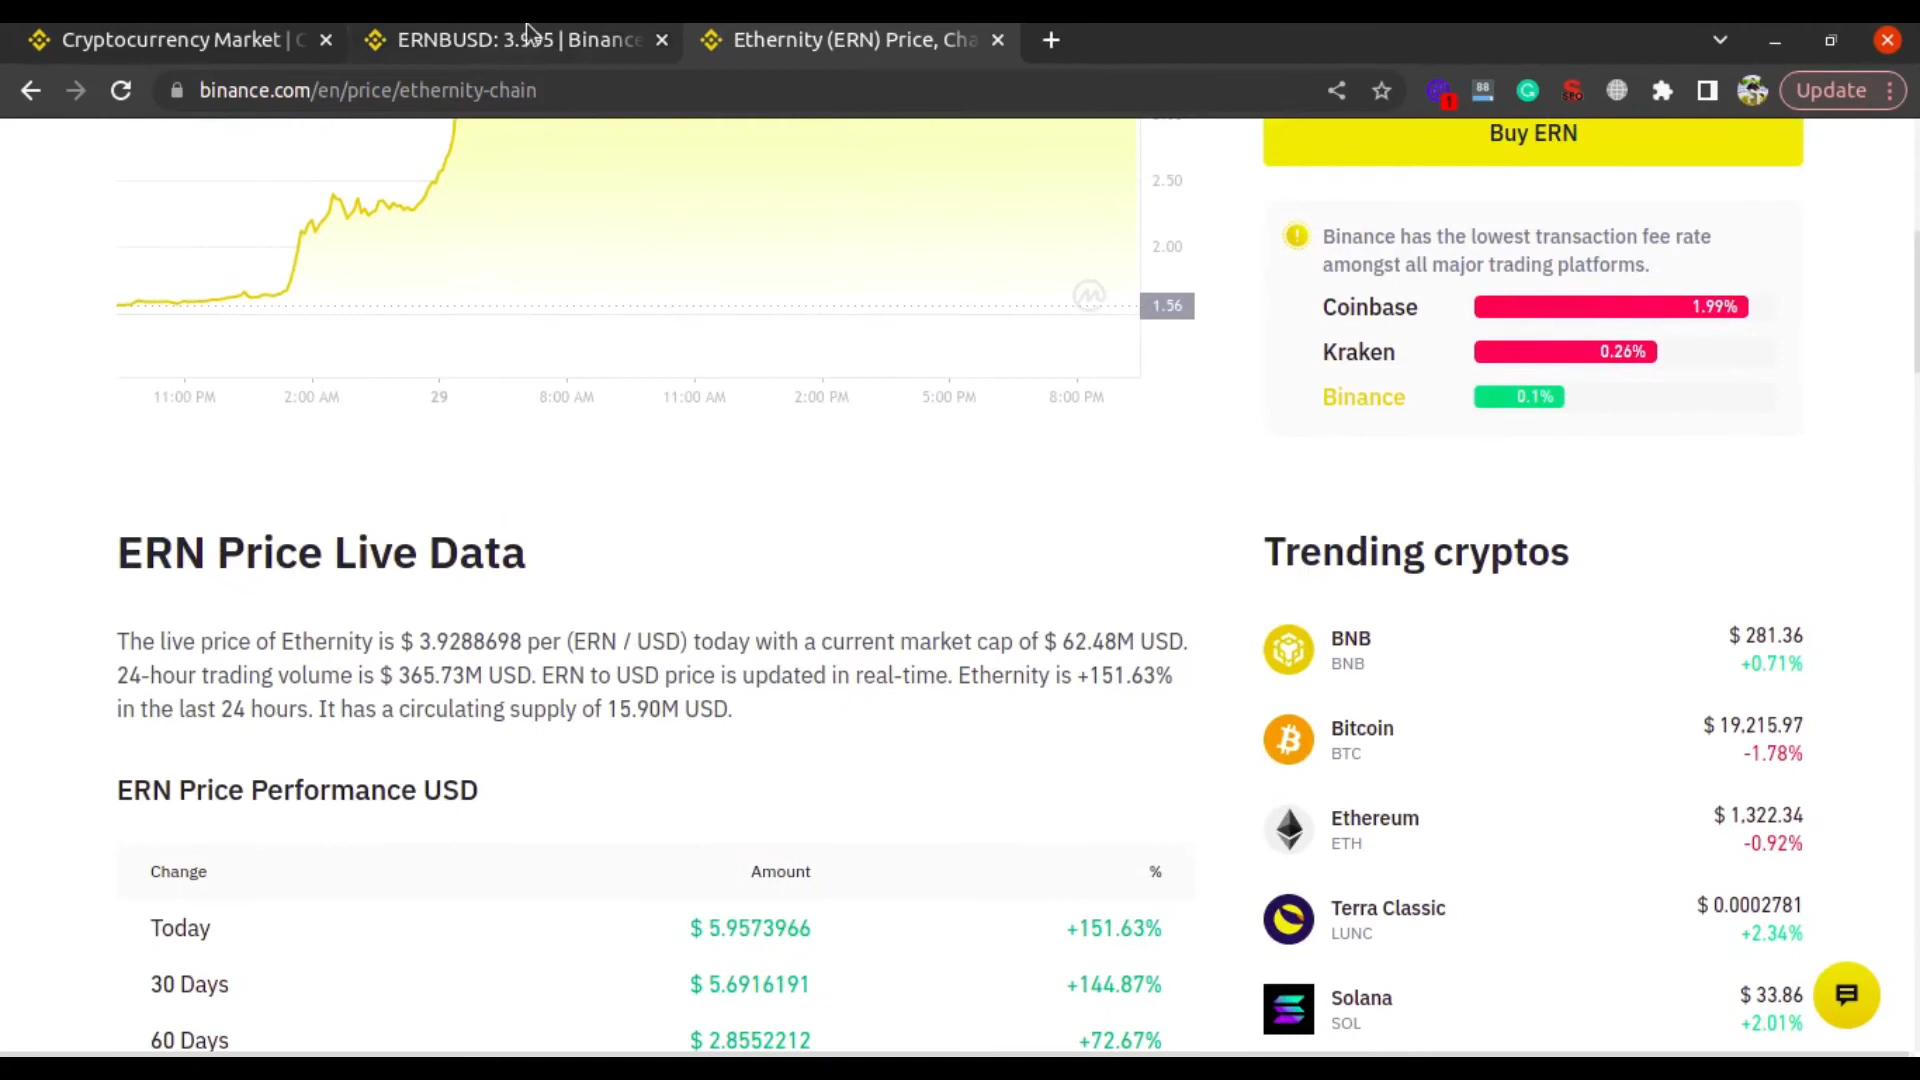 Cryptocurrency Market | C
ERNBUSD: 3.995 | Binance
Ethernity (ERN) Price, Cha
binance.com/en/price/ethernity-chain
1
88
SEO
Update
Buy ERN
2.50
2.00
1.56
11:00 PM 2:00 AM 29 8:00 AM 11:00 AM 2:00 PM 5:00 PM 8:00 PM
Binance has the lowest transaction fee rate
amongst all major trading platforms.
Coinbase 1.99%
Kraken 0.26%
Binance 0.1%
ERN Price Live Data
The live price of Ethernity is $ 3.9288698 per (ERN / USD) today with a current market cap of $ 62.48M USD.
24-hour trading volume is $ 365.73M USD. ERN to USD price is updated in real-time. Ethernity is +151.63%
in the last 24 hours. It has a circulating supply of 15.90M USD.
ERN Price Performance USD
Change Amount %
Today $ 5.9573966 +151.63%
30 Days $ 5.6916191 +144.87%
60 Days $ 2.8552212 +72.67%
Trending cryptos
BNB $ 281.36
BNB +0.71%
Bitcoin $ 19,215.97
BTC -1.78%
Ethereum $ 1,322.34
ETH -0.92%
Terra Classic $ 0.0002781
LUNC +2.34%
Solana $ 33.86
SOL +2.01%